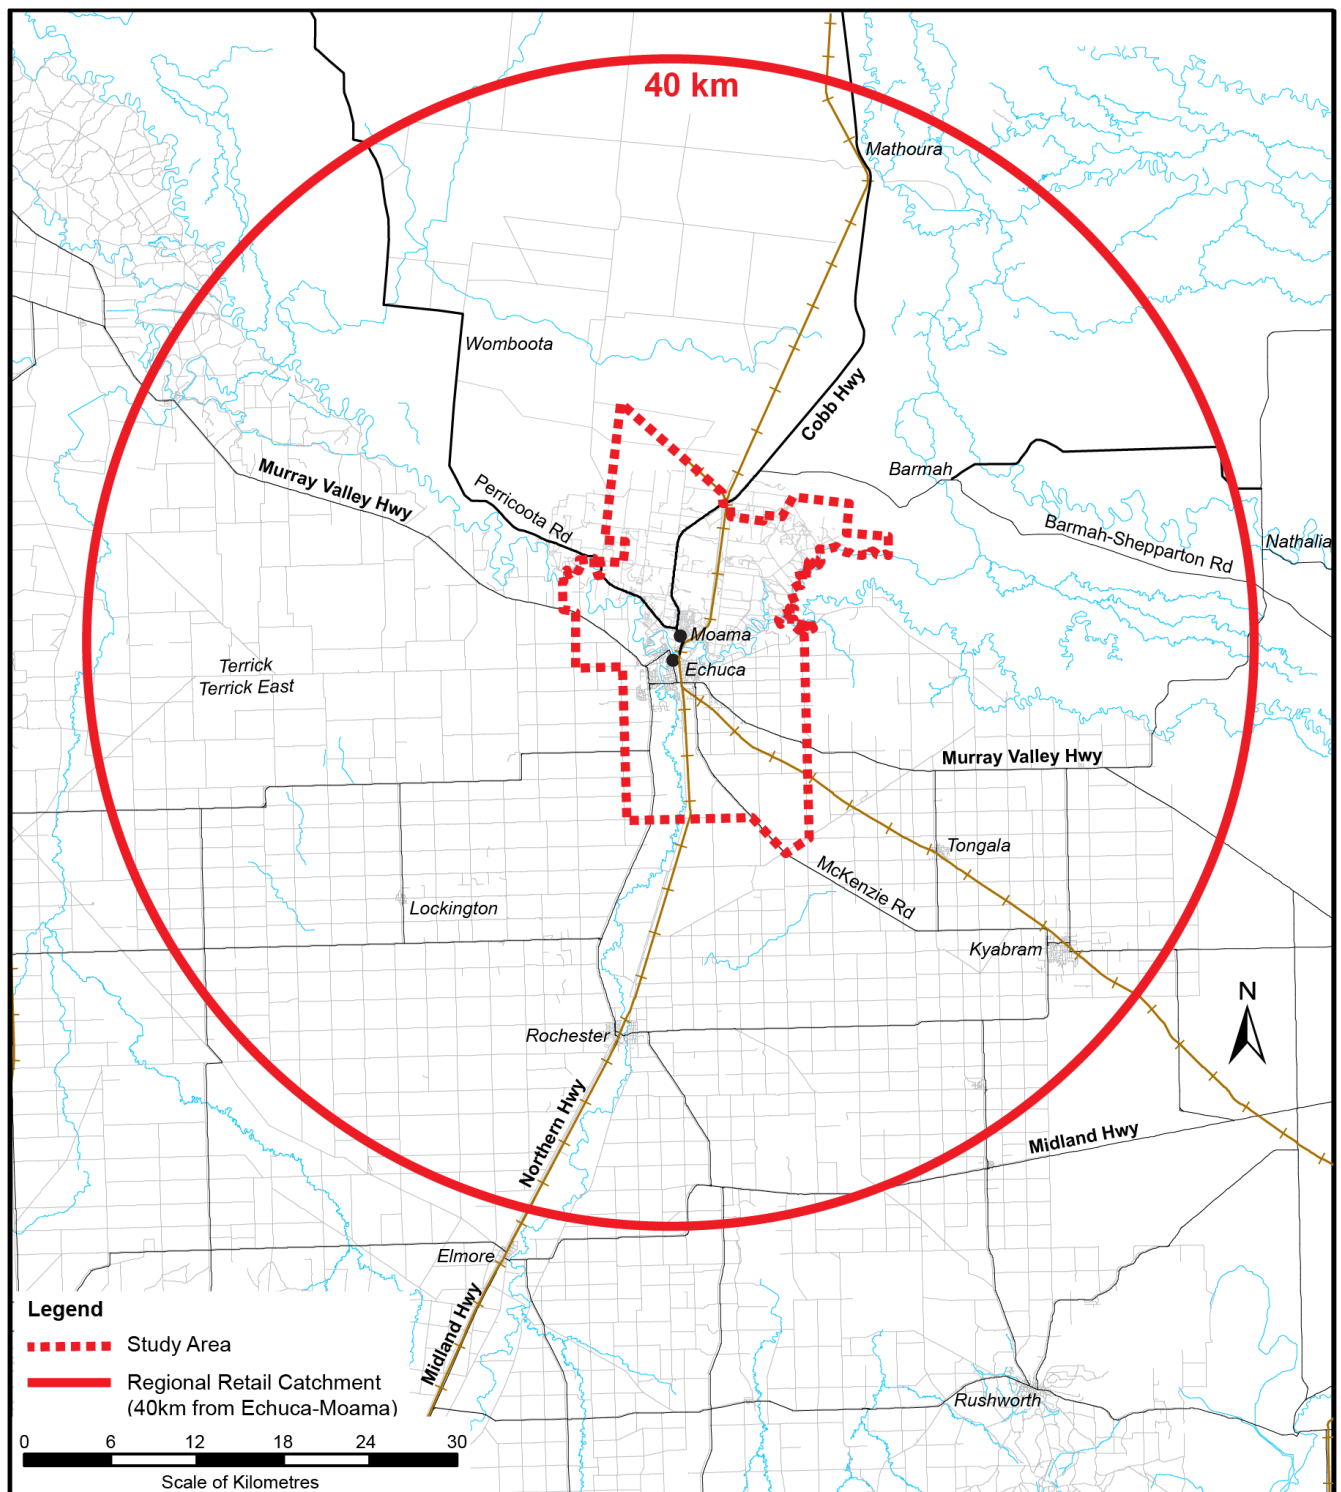 40 km
Mathoura
Womboota
Cobb Hwy
Murray Valley Hwy
Perricoota Rd
Barmah
Barmah-Shepparton Rd
Nathalia
Moama
Echuca
Terrick
Terrick East
Murray Valley Hwy
Tongala
McKenzie Rd
Lockington
Kyabram
N
Rochester
Northern Hwy
Midland Hwy
Elmore
Midland Hwy
Rushworth
Legend
Study Area
Regional Retail Catchment
(40km from Echuca-Moama)
0 6 12 18 24 30
Scale of Kilometres